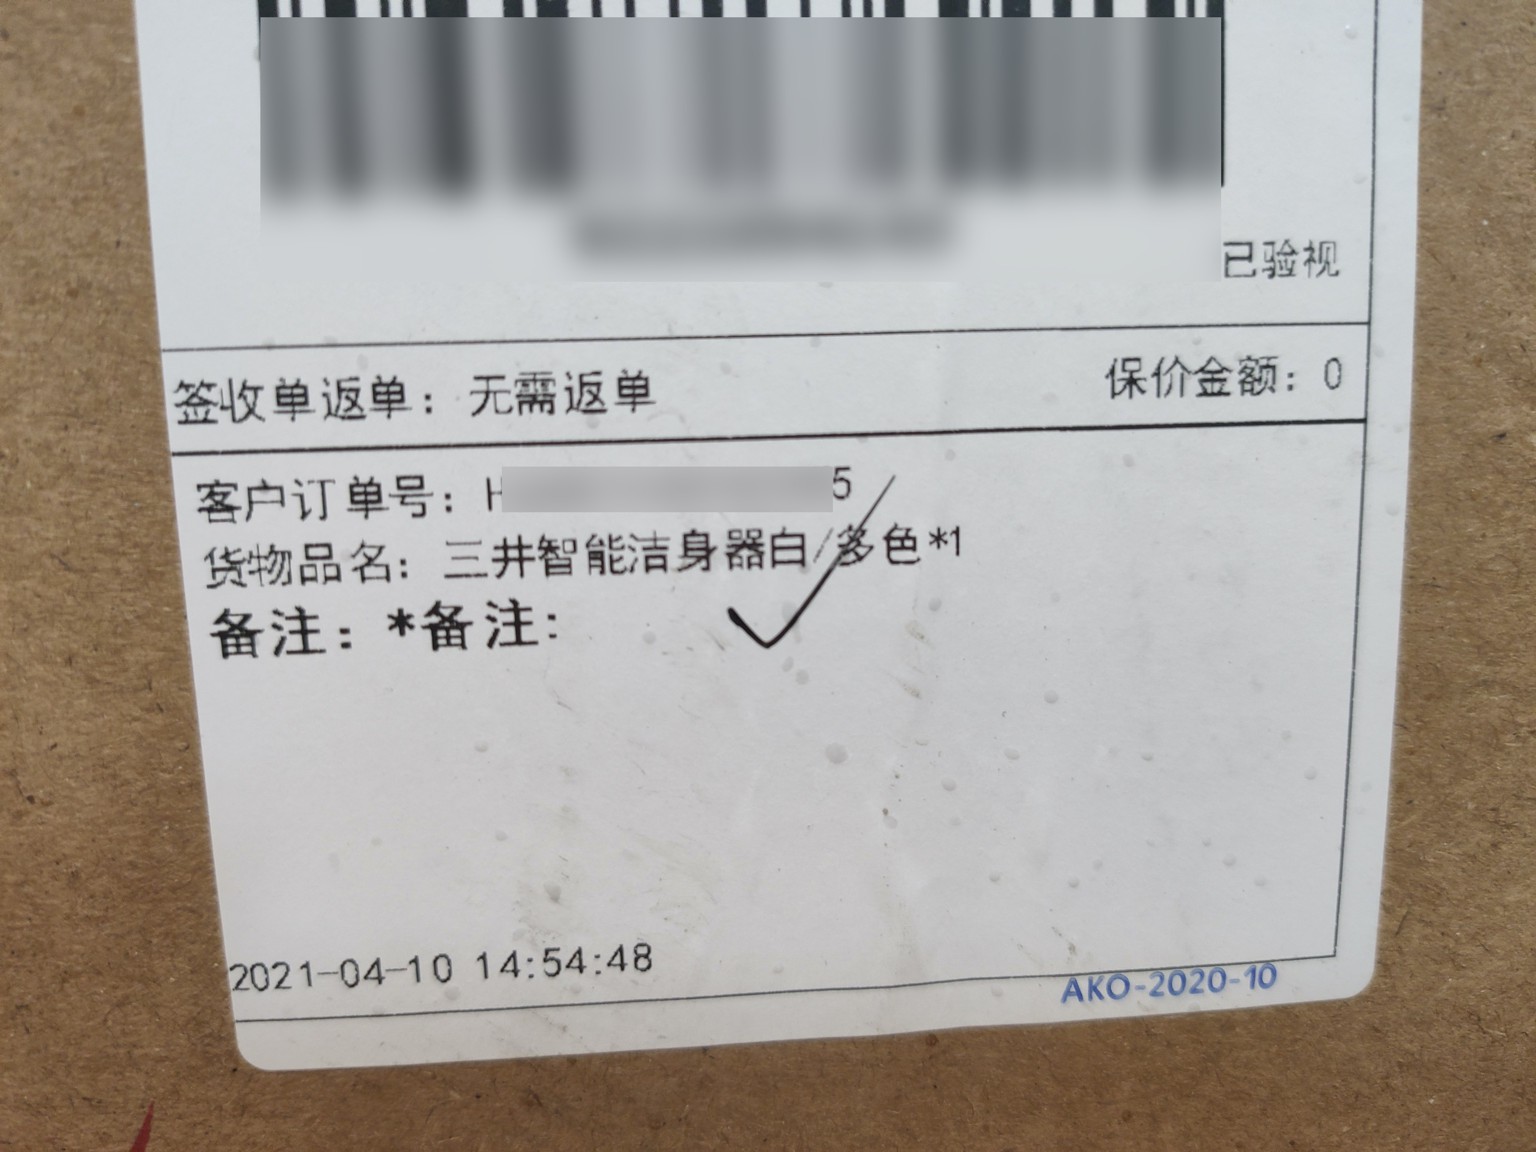 已验视
签收单返单：无需返单 保价金额：0
客户订单号：H 5
货物品名：三井智能洁身器白/多色*1
备注：*备注：
2021-04-10 14:54:48
AKO-2020-10